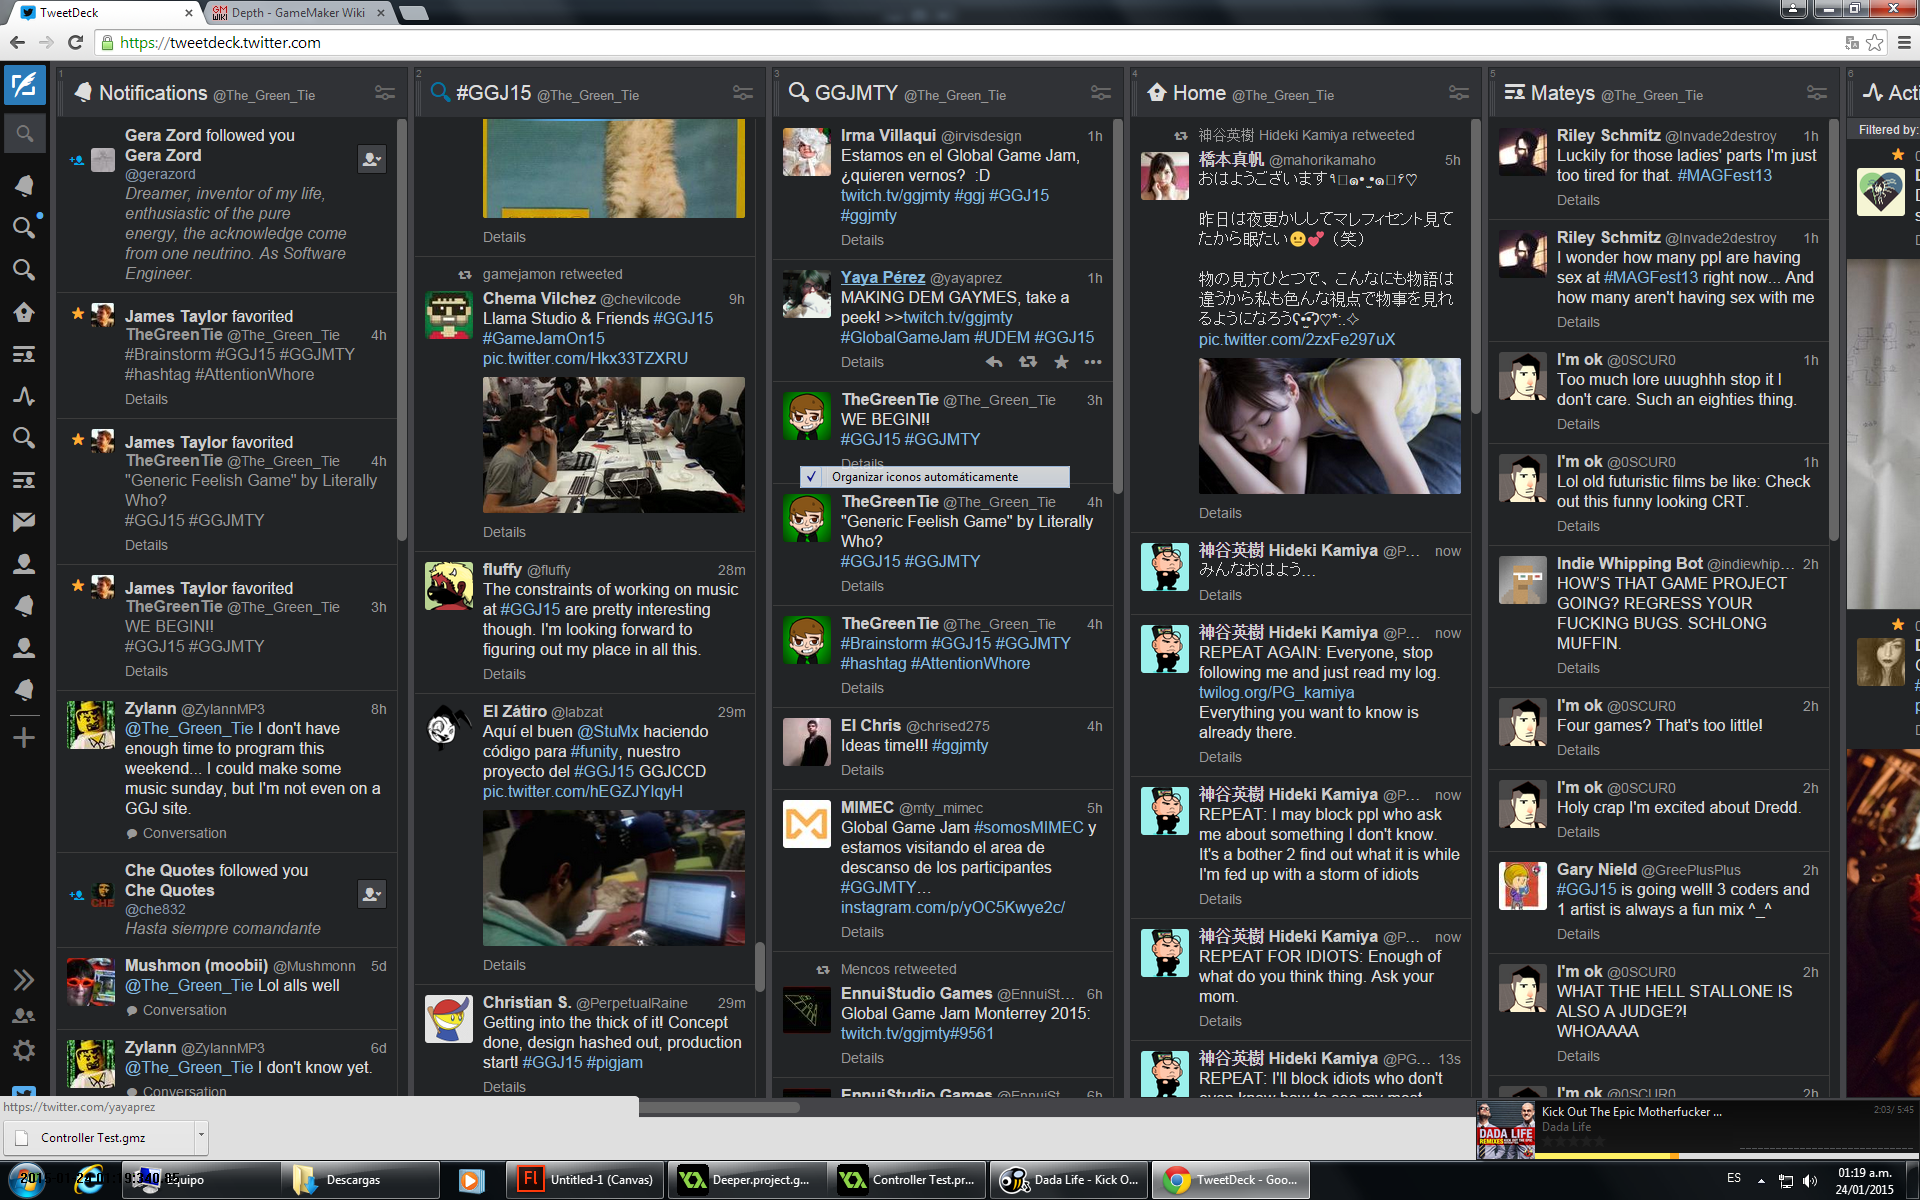 TweetDeck
Depth - GameMaker Wiki
https://tweetdeck.twitter.com
1
Notifications @The_Green_Tie
Gera Zord followed you
Gera Zord
@gerazord
Dreamer, inventor of my life,
enthusiastic of the pure
energy, the acknowledge come
from one neutrino. As Software
Engineer.
James Taylor favorited
TheGreenTie @The_Green_Tie 4h
#Brainstorm #GGJ15 #GGJMTY
#hashtag #AttentionWhore
Details
James Taylor favorited
TheGreenTie @The_Green_Tie 4h
"Generic Feelish Game" by Literally
Who?
#GGJ15 #GGJMTY
Details
James Taylor favorited
TheGreenTie @The_Green_Tie 3h
WE BEGIN!!
#GGJ15 #GGJMTY
Details
Zylann @ZylannMP3 8h
@The_Green_Tie I don't have
enough time to program this
weekend... I could make some
music sunday, but I'm not even on a
GGJ site.
Conversation
Che Quotes followed you
Che Quotes
@che832
Hasta siempre comandante
Mushmon (moobii) @Mushmonn 5d
@The_Green_Tie Lol alls well
Conversation
Zylann @ZylannMP3 6d
@The_Green_Tie I don't know yet.
Conversation
2
#GGJ15 @The_Green_Tie
Details
gamejamon retweeted
Chema Vilchez @chevilcode 9h
Llama Studio & Friends #GGJ15
#GameJamOn15
pic.twitter.com/Hkx33TZXRU
Details
fluffy @fluffy 28m
The constraints of working on music
at #GGJ15 are pretty interesting
though. I'm looking forward to
figuring out my place in all this.
Details
El Zátiro @labzat 29m
Aquí el buen @StuMx haciendo
código para #funity, nuestro
proyecto del #GGJ15 GGJCCD
pic.twitter.com/hEGZJYlqyH
Details
Christian S. @PerpetualRaine 29m
Getting into the thick of it! Concept
done, design hashed out, production
start! #GGJ15 #pigjam
Details
3
GGJMTY @The_Green_Tie
Irma Villaqui @irvisdesign 1h
Estamos en el Global Game Jam,
¿quieren vernos? :D
twitch.tv/ggjmty #ggj #GGJ15
#ggjmty
Details
Yaya Pérez @yayaprez 1h
MAKING DEM GAYMES, take a
peek! >>twitch.tv/ggjmty
#GlobalGameJam #UDEM #GGJ15
Details
TheGreenTie @The_Green_Tie 3h
WE BEGIN!!
#GGJ15 #GGJMTY
Details
Organizar iconos automáticamente
TheGreenTie @The_Green_Tie 4h
"Generic Feelish Game" by Literally
Who?
#GGJ15 #GGJMTY
Details
TheGreenTie @The_Green_Tie 4h
#Brainstorm #GGJ15 #GGJMTY
#hashtag #AttentionWhore
Details
El Chris @chrised275 4h
Ideas time!!! #ggjmty
Details
MIMEC @mty_mimec 5h
Global Game Jam #somosMIMEC y
estamos visitando el area de
descanso de los participantes
#GGJMTY...
instagram.com/p/yOC5Kwye2c/
Details
Mencos retweeted
EnnuiStudio Games @EnnuiSt... 6h
Global Game Jam Monterrey 2015:
twitch.tv/ggjmty#9561
Details
EnnuiStudio Games @EnnuiSt... 6h
4
Home @The_Green_Tie
神谷英樹 Hideki Kamiya retweeted
橋本真帆 @mahorikamaho 5h
おはようございます
昨日は夜更かししてマレフィセント見て
たから眠たい😐💕（笑）
物の見方ひとつで、こんなにも物語は
違うから私も色んな視点で物事を見れ
るようになろう
pic.twitter.com/2zxFe297uX
Details
神谷英樹 Hideki Kamiya @P... now
みんなおはよう…
Details
神谷英樹 Hideki Kamiya @P... now
REPEAT AGAIN: Everyone, stop
following me and just read my log.
twilog.org/PG_kamiya
Everything you want to know is
already there.
Details
神谷英樹 Hideki Kamiya @P... now
REPEAT: I may block ppl who ask
me about something I don't know.
It's a bother 2 find out what it is while
I'm fed up with a storm of idiots
Details
神谷英樹 Hideki Kamiya @P... now
REPEAT FOR IDIOTS: Enough of
what do you think thing. Ask your
mom.
Details
神谷英樹 Hideki Kamiya @PG... 13s
REPEAT: I'll block idiots who don't
even know how to see my most
5
Mateys @The_Green_Tie
Riley Schmitz @Invade2destroy 1h
Luckily for those ladies' parts I'm just
too tired for that. #MAGFest13
Details
Riley Schmitz @Invade2destroy 1h
I wonder how many ppl are having
sex at #MAGFest13 right now... And
how many aren't having sex with me
Details
I'm ok @0SCUR0 1h
Too much lore uuughhh stop it I
don't care. Such an eighties thing.
Details
I'm ok @0SCUR0 1h
Lol old futuristic films be like: Check
out this funny looking CRT.
Details
Indie Whipping Bot @indiewhip... 2h
HOW'S THAT GAME PROJECT
GOING? REGRESS YOUR
FUCKING BUGS. SCHLONG
MUFFIN.
Details
I'm ok @0SCUR0 2h
Four games? That's too little!
Details
I'm ok @0SCUR0 2h
Holy crap I'm excited about Dredd.
Details
Gary Nield @GreePlusPlus 2h
#GGJ15 is going well! 3 coders and
1 artist is always a fun mix ^_^
Details
I'm ok @0SCUR0 2h
WHAT THE HELL STALLONE IS
ALSO A JUDGE?!
WHOAAAA
Details
I'm ok @0SCUR0 2h
6
Acti
Filtered by:
https://twitter.com/yayaprez
Controller Test.gmz
DADA LIFE
Kick Out The Epic Motherfucker ...
Dada Life
2:03/ 5:45
Equipo
Descargas
Untitled-1 (Canvas)
Deeper.project.g...
Controller Test.pr...
Dada Life - Kick O...
TweetDeck - Goo...
ES
01:19 a.m.
24/01/2015